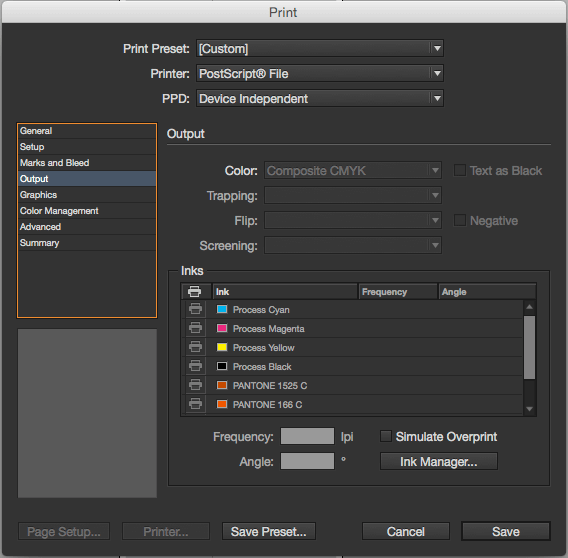 Print
Print Preset: [Custom]
Printer: PostScript® File
PPD: Device Independent
General
Setup
Marks and Bleed
Output
Graphics
Color Management
Advanced
Summary
Output
Color: Composite CMYK Text as Black
Trapping:
Flip: Negative
Screening:
Inks
Ink Frequency Angle
Process Cyan
Process Magenta
Process Yellow
Process Black
PANTONE 1525 C
PANTONE 166 C
Frequency: lpi Simulate Overprint
Angle: ° Ink Manager...
Page Setup... Printer... Save Preset... Cancel Save